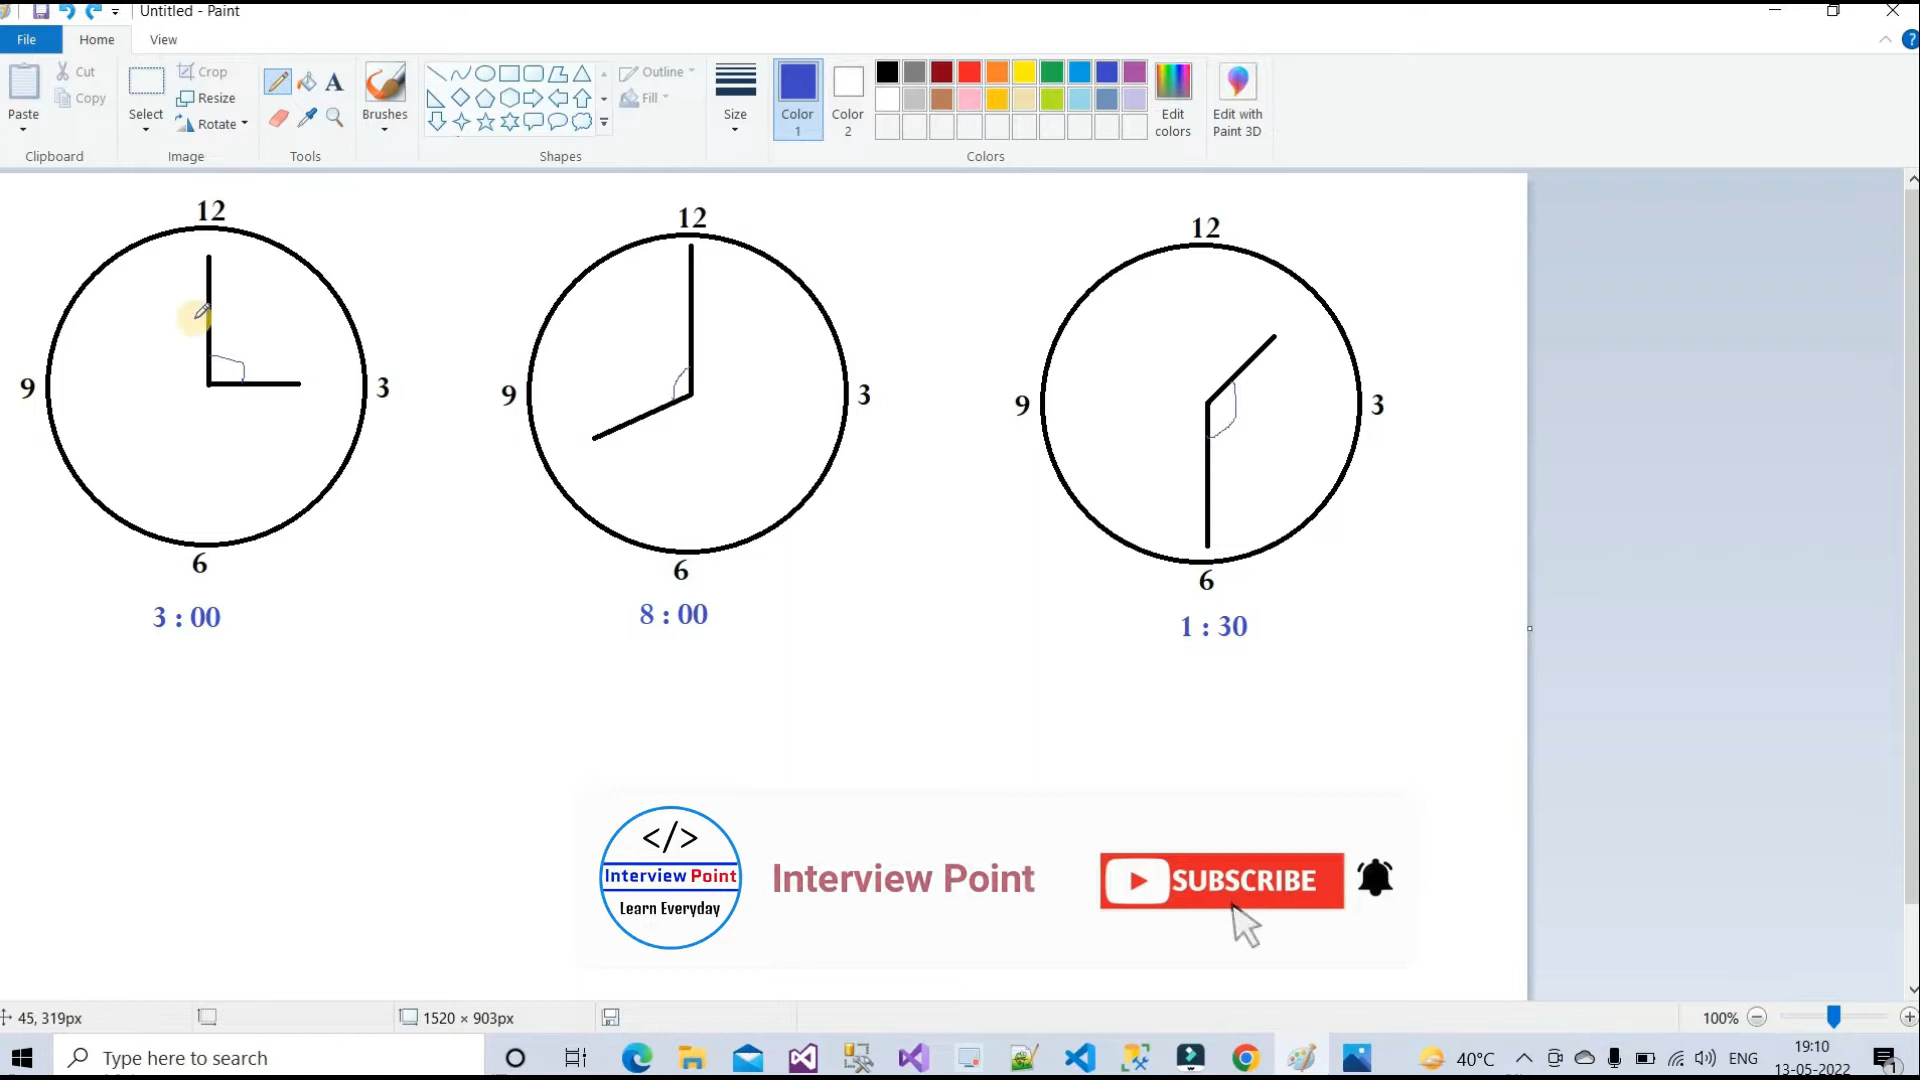 Untitled - Paint
File Home View
Paste
Cut
Copy
Clipboard
Select
Crop
Resize
Rotate
Image
A
Tools
Brushes
Outline
Fill
Shapes
Size
Color 1
Color 2
Edit colors
Colors
Edit with Paint 3D
?
12
9 3
6
3 : 00
12
9 3
6
8 : 00
12
9 3
6
1 : 30
</>
Interview Point
Learn Everyday
Interview Point
SUBSCRIBE
45, 319px
1520 × 903px
100%
Type here to search
40°C
ENG
19:10
13-05-2022
1